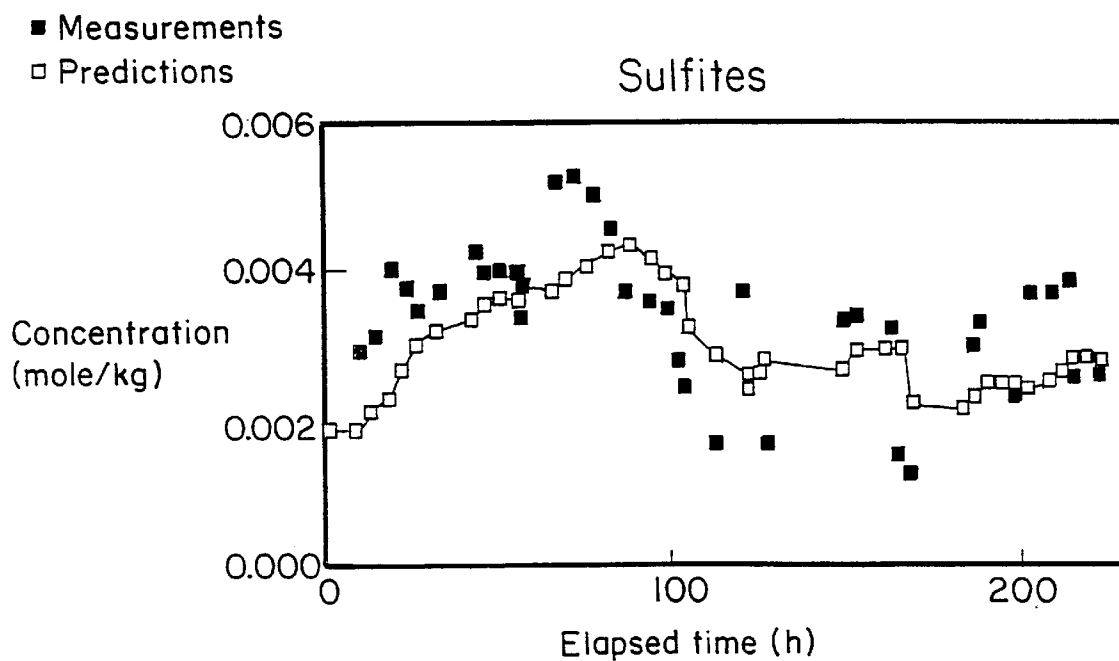 ■ Measurements
□ Predictions
Sulfites
0.006
0.004
Concentration
(mole/kg)
0.002
0.000
0
100
200
Elapsed time (h)